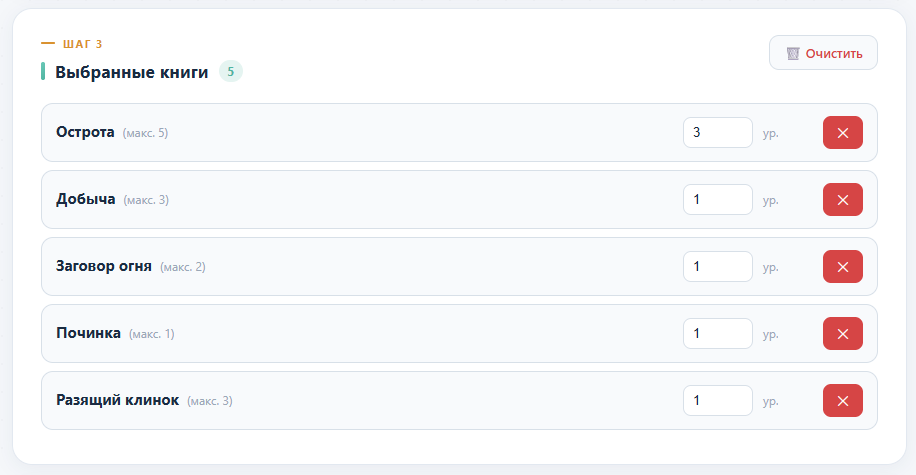 ШАГ 3
Выбранные книги 5
Очистить
Острота (макс. 5) 3 ур.
Добыча (макс. 3) 1 ур.
Заговор огня (макс. 2) 1 ур.
Починка (макс. 1) 1 ур.
Разящий клинок (макс. 3) 1 ур.